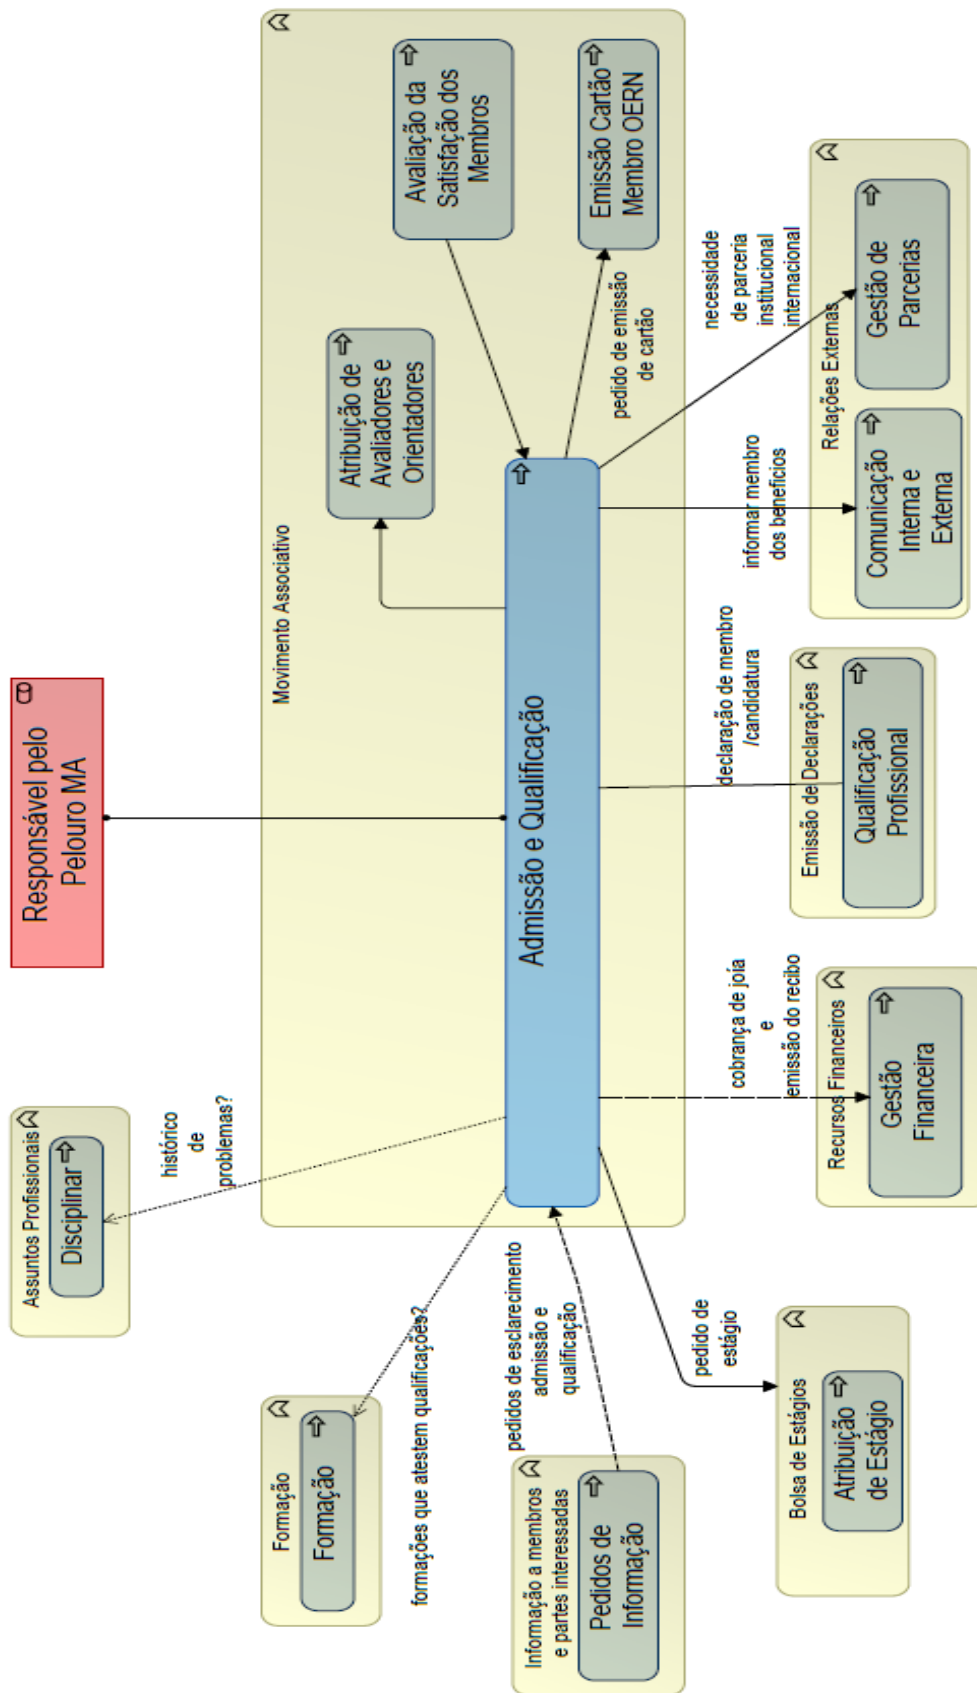 Assuntos Profissionais
Disciplinar
histórico
de
problemas?
Responsável pelo
Pelouro MA
Formação
Formação
formações que atestem qualificações?
Movimento Associativo
Atribuição de
Avaliadores e
Orientadores
Avaliação da
Satisfação dos
Membros
Informação a membros
e partes interessadas
Pedidos de
Informação
pedidos de esclarecimento
admissão e
qualificação
Admissão e Qualificação
Emissão Cartão
Membro OERN
pedido de emissão
de cartão
Bolsa de Estágios
Atribuição
de Estágio
pedido de
estágio
cobrança de joía
e
emissão do recibo
Recursos Financeiros
Gestão
Financeira
declaração de membro
/candidatura
Emissão de Declarações
Qualificação
Profissional
informar membro
dos beneficios
necessidade
de parceria
institucional
internacional
Relações Externas
Comunicação
Interna e
Externa
Gestão de
Parcerias